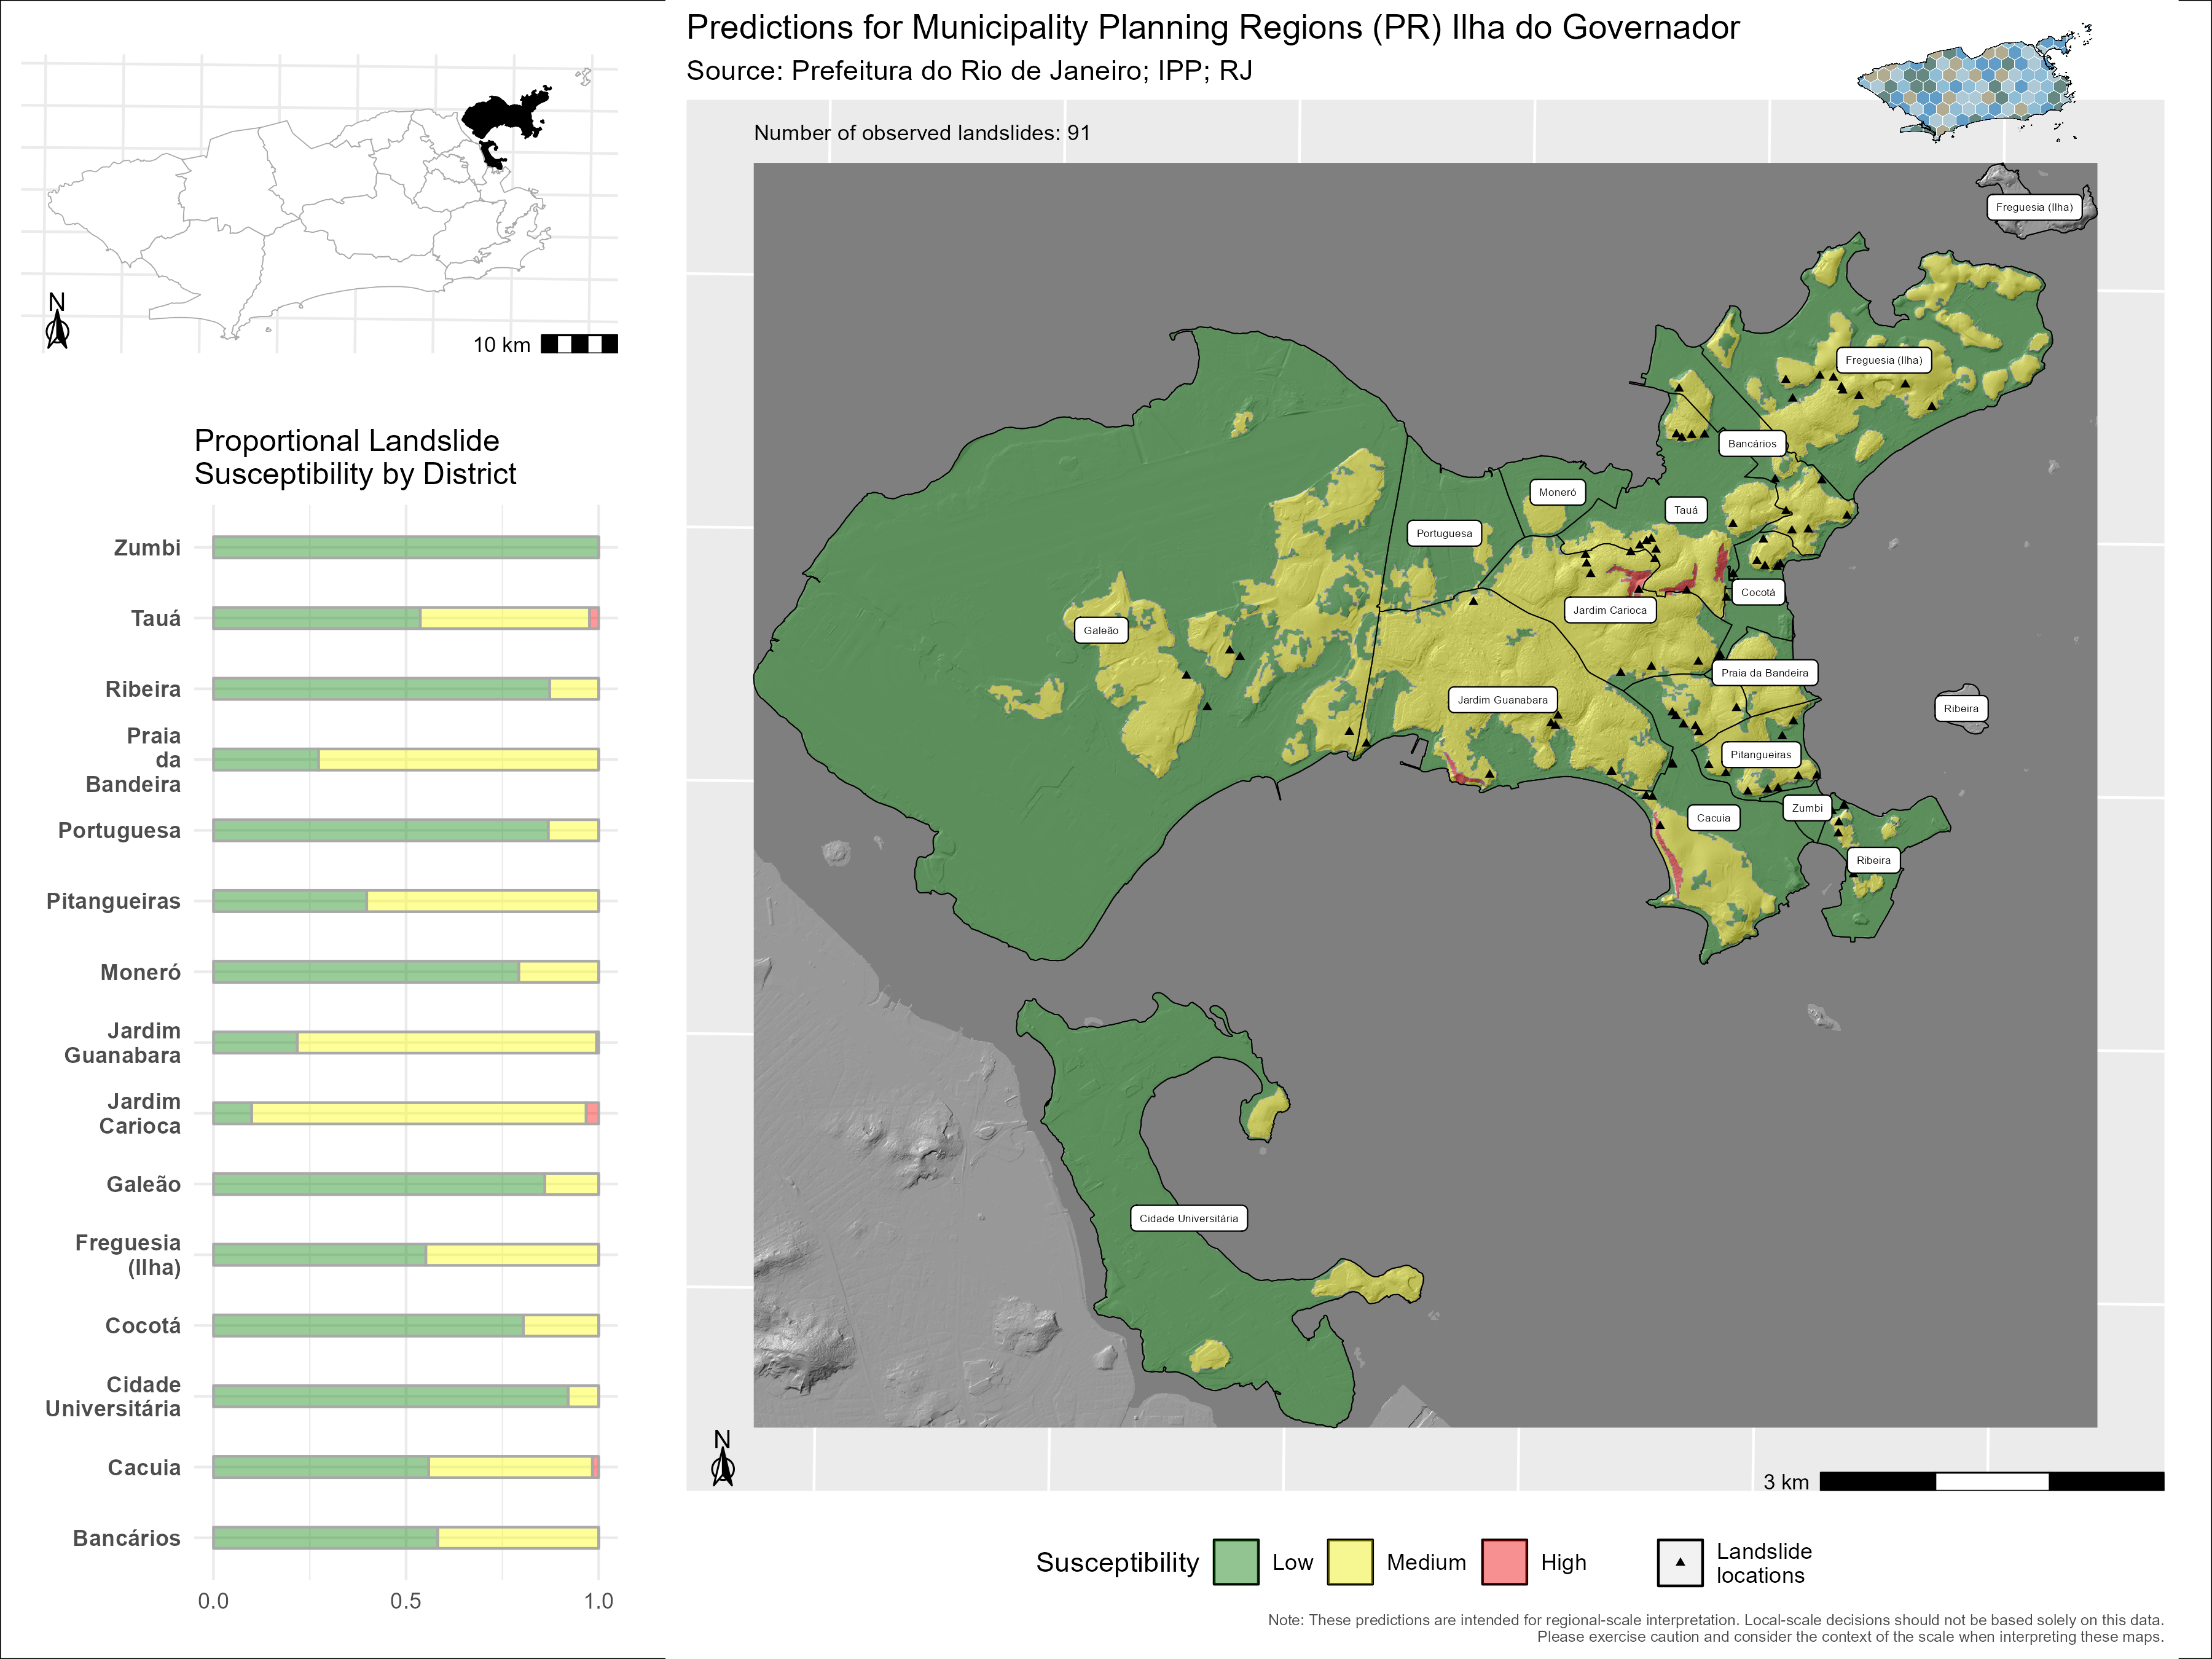 Predictions for Municipality Planning Regions (PR) Ilha do Governador
Source: Prefeitura do Rio de Janeiro; IPP; RJ
Number of observed landslides: 91
N
10 km
Proportional Landslide
Susceptibility by District
Zumbi
Tauá
Ribeira
Praia
da
Bandeira
Portuguesa
Pitangueiras
Moneró
Jardim
Guanabara
Jardim
Carioca
Galeão
Freguesia
(Ilha)
Cocotá
Cidade
Universitária
Cacuia
Bancários
0.0
0.5
1.0
Freguesia (Ilha)
Freguesia (Ilha)
Bancários
Moneró
Tauá
Portuguesa
Cocotá
Jardim Carioca
Galeão
Praia da Bandeira
Jardim Guanabara
Ribeira
Pitangueiras
Zumbi
Cacuia
Ribeira
Cidade Universitária
N
3 km
Susceptibility
Low
Medium
High
Landslide
locations
Note: These predictions are intended for regional-scale interpretation. Local-scale decisions should not be based solely on this data.
Please exercise caution and consider the context of the scale when interpreting these maps.